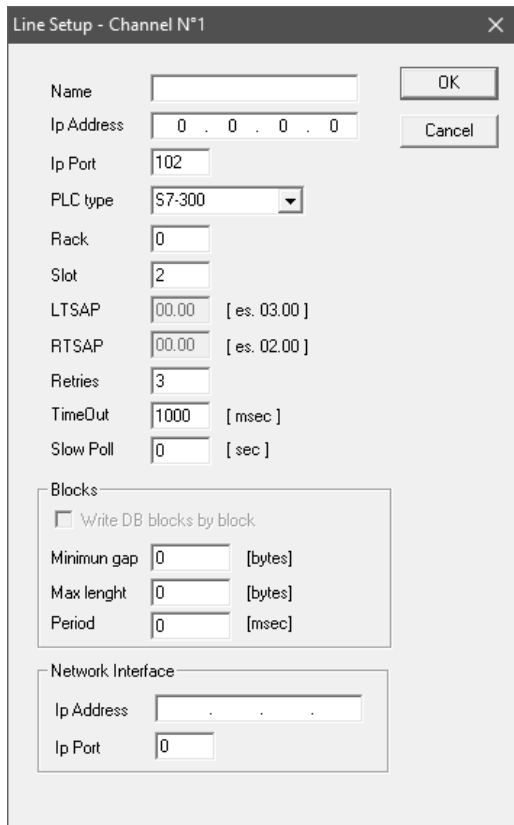 Line Setup - Channel N°1
Name
OK
Ip Address 0 . 0 . 0 . 0
Cancel
Ip Port 102
PLC type S7-300
Rack 0
Slot 2
LTSAP 00.00 [ es. 03.00 ]
RTSAP 00.00 [ es. 02.00 ]
Retries 3
TimeOut 1000 [ msec ]
Slow Poll 0 [ sec ]
Blocks
Write DB blocks by block
Minimun gap 0 [bytes]
Max lenght 0 [bytes]
Period 0 [msec]
Network Interface
Ip Address . . .
Ip Port 0